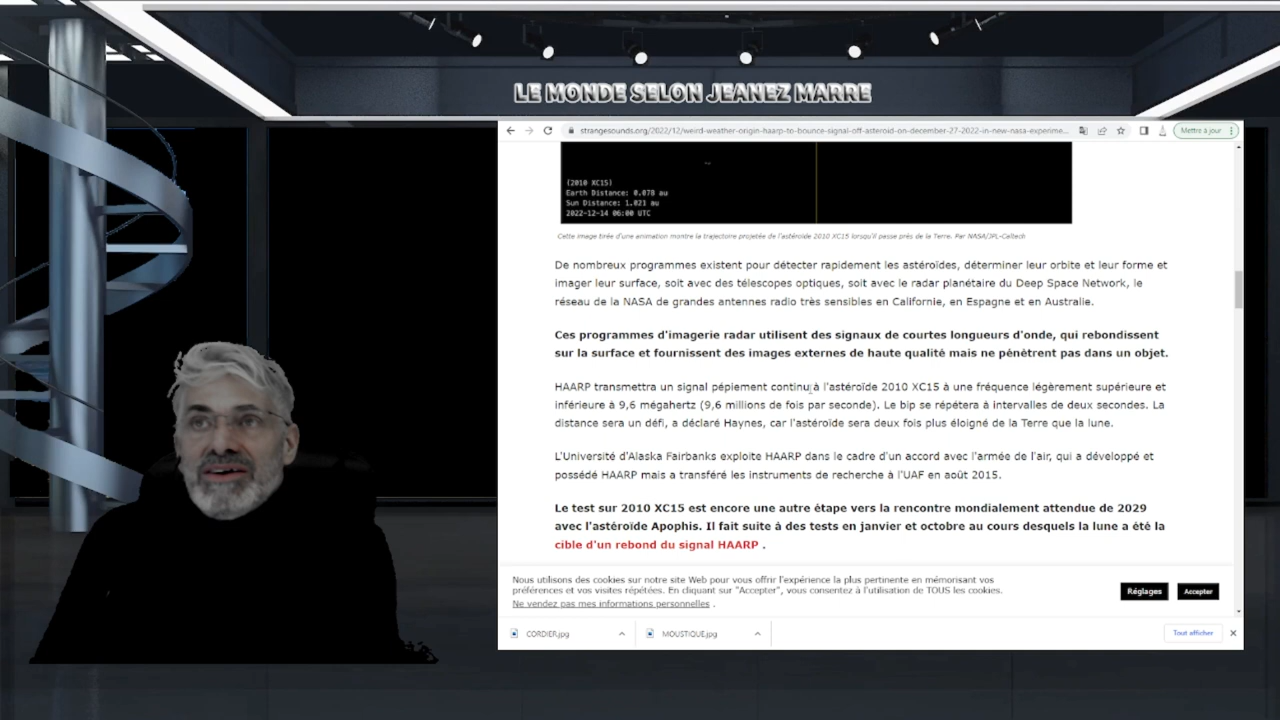 LE MONDE SELON JEANEZ MARRE
strangesounds.org/2022/12/weird-weather-origin-haarp-to-bounce-signal-off-asteroid-on-december-27-2022-in-new-nasa-experime...
Mettre à jour
(2010 XC15)
Earth Distance: 0.078 au
Sun Distance: 1.021 au
2022-12-14 06:00 UTC
Cette image tirée d'une animation montre la trajectoire projetée de l'astéroïde 2010 XC15 lorsqu'il passe près de la Terre. Par NASA/JPL-Caltech
De nombreux programmes existent pour détecter rapidement les astéroïdes, déterminer leur orbite et leur forme et
imager leur surface, soit avec des télescopes optiques, soit avec le radar planétaire du Deep Space Network, le
réseau de la NASA de grandes antennes radio très sensibles en Californie, en Espagne et en Australie.
Ces programmes d'imagerie radar utilisent des signaux de courtes longueurs d'onde, qui rebondissent
sur la surface et fournissent des images externes de haute qualité mais ne pénètrent pas dans un objet.
HAARP transmettra un signal pépiement continu à l'astéroïde 2010 XC15 à une fréquence légèrement supérieure et
inférieure à 9,6 mégahertz (9,6 millions de fois par seconde). Le bip se répétera à intervalles de deux secondes. La
distance sera un défi, a déclaré Haynes, car l'astéroïde sera deux fois plus éloigné de la Terre que la lune.
L'Université d'Alaska Fairbanks exploite HAARP dans le cadre d'un accord avec l'armée de l'air, qui a développé et
possédé HAARP mais a transféré les instruments de recherche à l'UAF en août 2015.
Le test sur 2010 XC15 est encore une autre étape vers la rencontre mondialement attendue de 2029
avec l'astéroïde Apophis. Il fait suite à des tests en janvier et octobre au cours desquels la lune a été la
cible d'un rebond du signal HAARP .
Nous utilisons des cookies sur notre site Web pour vous offrir l'expérience la plus pertinente en mémorisant vos
préférences et vos visites répétées. En cliquant sur "Accepter", vous consentez à l'utilisation de TOUS les cookies.
Ne vendez pas mes informations personnelles .
Réglages
Accepter
CORDIER.jpg
MOUSTIQUE.jpg
Tout afficher